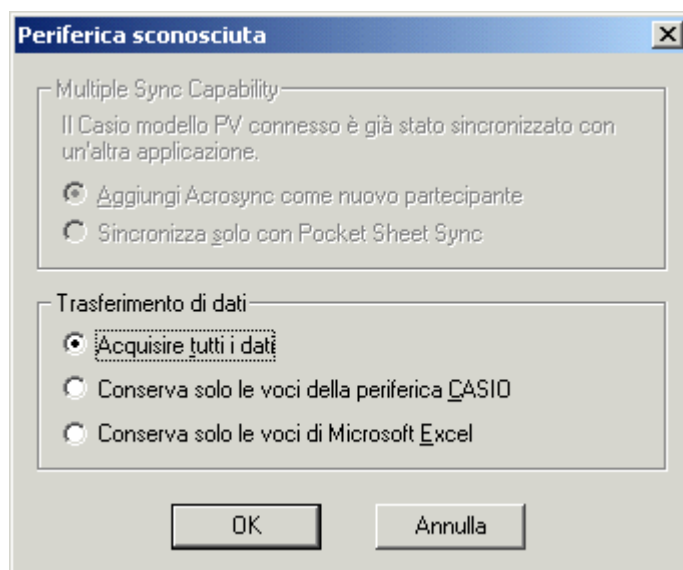 Periferica sconosciuta
Multiple Sync Capability
Il Casio modello PV connesso è già stato sincronizzato con
un'altra applicazione.
Aggiungi Acrosync come nuovo partecipante
Sincronizza solo con Pocket Sheet Sync
Trasferimento di dati
Acquisire tutti i dati
Conserva solo le voci della periferica CASIO
Conserva solo le voci di Microsoft Excel
OK
Annulla